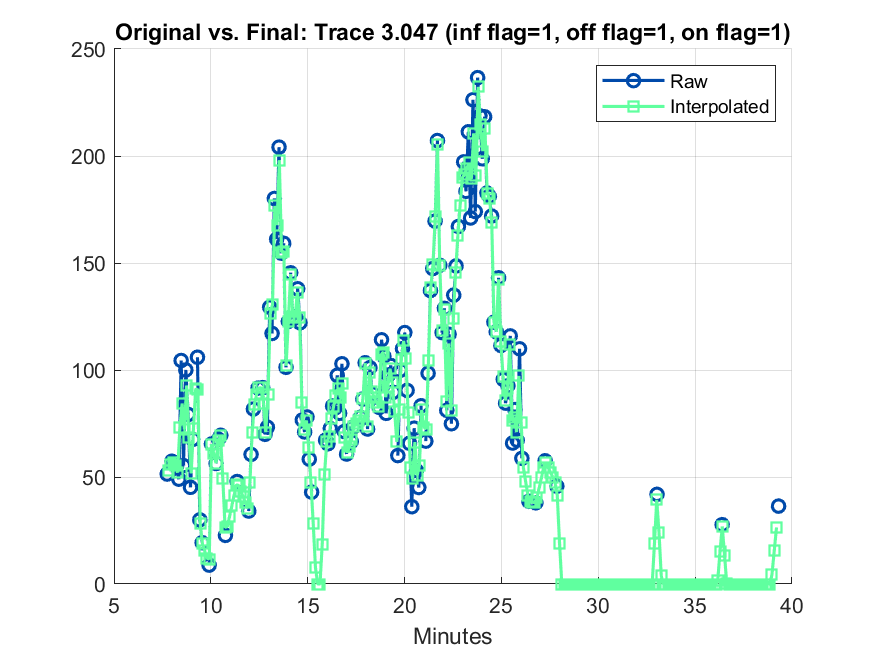 Original vs. Final: Trace 3.047 (inf flag=1, off flag=1, on flag=1)
250
200
150
100
50
0
Raw
Interpolated
5 10 15 20 25 30 35 40
Minutes